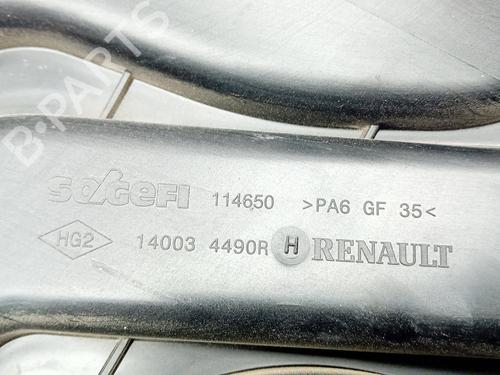 B-PARTS
SOGEFI 114650 >PA6 GF 35<
HG2 14003 4490R H RENAULT